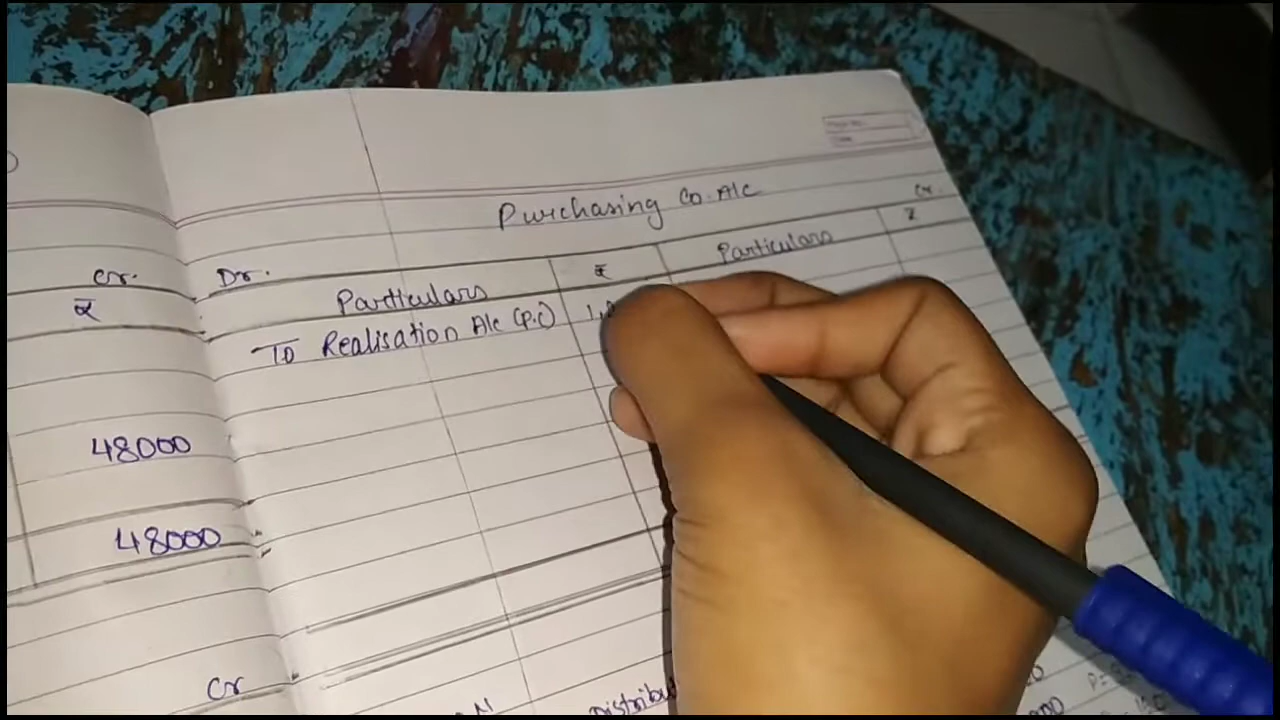 Purchasing Co. A/c
Cr.
₹
48000
48000
Cr
Dr. Cr.
Particulars ₹ Particulars ₹
To Realisation A/c (P.C)